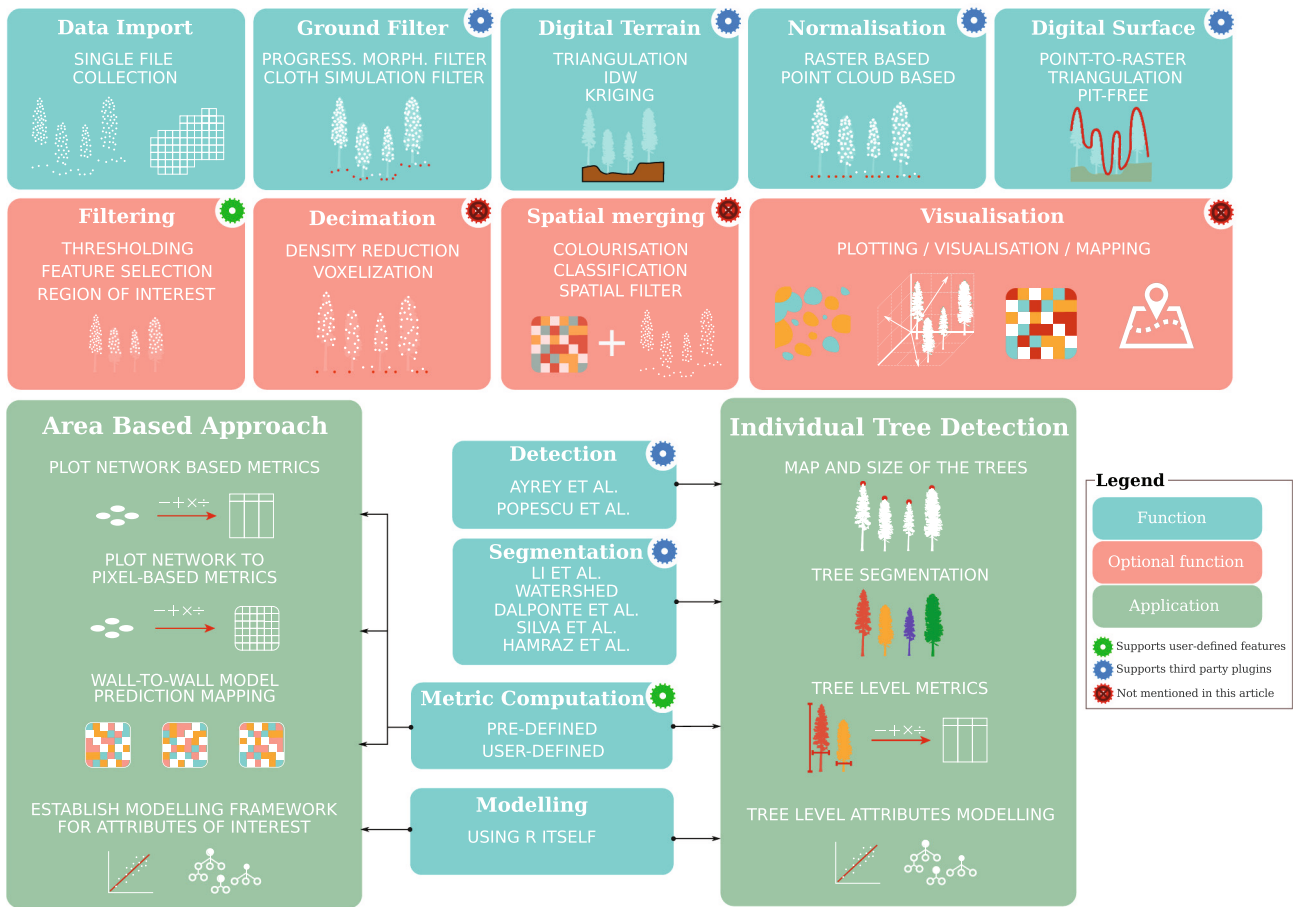 Data Import
SINGLE FILE
COLLECTION
Ground Filter
PROGRESS. MORPH. FILTER
CLOTH SIMULATION FILTER
Digital Terrain
TRIANGULATION
IDW
KRIGING
Normalisation
RASTER BASED
POINT CLOUD BASED
Digital Surface
POINT-TO-RASTER
TRIANGULATION
PIT-FREE
Filtering
THRESHOLDING
FEATURE SELECTION
REGION OF INTEREST
Decimation
DENSITY REDUCTION
VOXELIZATION
Spatial merging
COLOURISATION
CLASSIFICATION
SPATIAL FILTER
+
Visualisation
PLOTTING / VISUALISATION / MAPPING
Area Based Approach
PLOT NETWORK BASED METRICS
−+×÷
PLOT NETWORK TO
PIXEL-BASED METRICS
−+×÷
WALL-TO-WALL MODEL
PREDICTION MAPPING
ESTABLISH MODELLING FRAMEWORK
FOR ATTRIBUTES OF INTEREST
Detection
AYREY ET AL.
POPESCU ET AL.
Segmentation
LI ET AL.
WATERSHED
DALPONTE ET AL.
SILVA ET AL.
HAMRAZ ET AL.
Metric Computation
PRE-DEFINED
USER-DEFINED
Modelling
USING R ITSELF
Individual Tree Detection
MAP AND SIZE OF THE TREES
TREE SEGMENTATION
TREE LEVEL METRICS
−+×÷
TREE LEVEL ATTRIBUTES MODELLING
Legend
Function
Optional function
Application
Supports user-defined features
Supports third party plugins
Not mentioned in this article